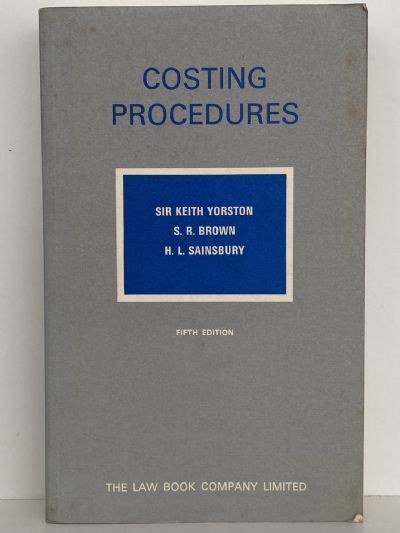 COSTING
PROCEDURES
SIR KEITH YORSTON
S. R. BROWN
H. L. SAINSBURY
FIFTH EDITION
THE LAW BOOK COMPANY LIMITED